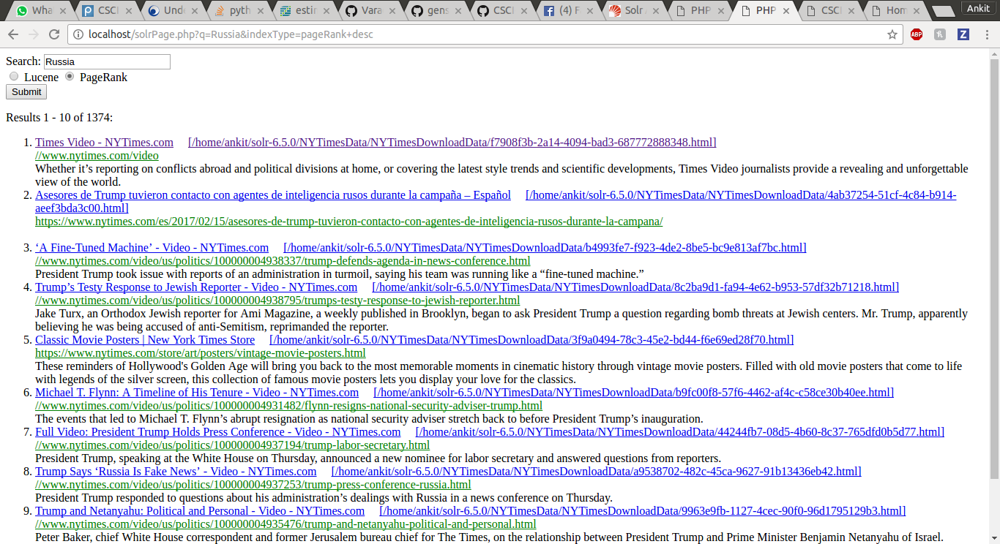 Wha
CSCI
Und
pyth
estir
Vara
gens
CSCI
(4) F
Solr
PHP
PHP
CSCI
Hom
Ankit
localhost/solrPage.php?q=Russia&indexType=pageRank+desc
ABP
Z
Search: Russia
Lucene PageRank
Submit
Results 1 - 10 of 1374:
1. Times Video - NYTimes.com [/home/ankit/solr-6.5.0/NYTimesData/NYTimesDownloadData/f7908f3b-2a14-4094-bad3-687772888348.html]
//www.nytimes.com/video
Whether it’s reporting on conflicts abroad and political divisions at home, or covering the latest style trends and scientific developments, Times Video journalists provide a revealing and unforgettable
view of the world.
2. Asesores de Trump tuvieron contacto con agentes de inteligencia rusos durante la campaña – Español [/home/ankit/solr-6.5.0/NYTimesData/NYTimesDownloadData/4ab37254-51cf-4c84-b914-
aeef3bda3c00.html]
https://www.nytimes.com/es/2017/02/15/asesores-de-trump-tuvieron-contacto-con-agentes-de-inteligencia-rusos-durante-la-campana/
3. ‘A Fine-Tuned Machine’ - Video - NYTimes.com [/home/ankit/solr-6.5.0/NYTimesData/NYTimesDownloadData/b4993fe7-f923-4de2-8be5-bc9e813af7bc.html]
//www.nytimes.com/video/us/politics/100000004938337/trump-defends-agenda-in-news-conference.html
President Trump took issue with reports of an administration in turmoil, saying his team was running like a “fine-tuned machine.”
4. Trump’s Testy Response to Jewish Reporter - Video - NYTimes.com [/home/ankit/solr-6.5.0/NYTimesData/NYTimesDownloadData/8c2ba9d1-fa94-4e62-b953-57df32b71218.html]
//www.nytimes.com/video/us/politics/100000004938795/trumps-testy-response-to-jewish-reporter.html
Jake Turx, an Orthodox Jewish reporter for Ami Magazine, a weekly published in Brooklyn, began to ask President Trump a question regarding bomb threats at Jewish centers. Mr. Trump, apparently
believing he was being accused of anti-Semitism, reprimanded the reporter.
5. Classic Movie Posters | New York Times Store [/home/ankit/solr-6.5.0/NYTimesData/NYTimesDownloadData/3f9a0494-78c3-45e2-bd44-f6e69ed28f70.html]
https://www.nytimes.com/store/art/posters/vintage-movie-posters.html
These reminders of Hollywood's Golden Age will bring you back to the most memorable moments in cinematic history through vintage movie posters. Filled with old movie posters that come to life
with legends of the silver screen, this collection of famous movie posters lets you display your love for the classics.
6. Michael T. Flynn: A Timeline of His Tenure - Video - NYTimes.com [/home/ankit/solr-6.5.0/NYTimesData/NYTimesDownloadData/b9fc00f8-57f6-4462-af4c-c58ce30b40ee.html]
//www.nytimes.com/video/us/politics/100000004931482/flynn-resigns-national-security-adviser-trump.html
The events that led to Michael T. Flynn’s abrupt resignation as national security adviser stretch back to before President Trump’s inauguration.
7. Full Video: President Trump Holds Press Conference - Video - NYTimes.com [/home/ankit/solr-6.5.0/NYTimesData/NYTimesDownloadData/44244fb7-08d5-4b60-8c37-765dfd0b5d77.html]
//www.nytimes.com/video/us/politics/100000004937194/trump-labor-secretary.html
President Trump, speaking at the White House on Thursday, announced a new nominee for labor secretary and answered questions from reporters.
8. Trump Says ‘Russia Is Fake News’ - Video - NYTimes.com [/home/ankit/solr-6.5.0/NYTimesData/NYTimesDownloadData/a9538702-482c-45ca-9627-91b13436eb42.html]
//www.nytimes.com/video/us/politics/100000004937253/trump-press-conference-russia.html
President Trump responded to questions about his administration’s dealings with Russia in a news conference on Thursday.
9. Trump and Netanyahu: Political and Personal - Video - NYTimes.com [/home/ankit/solr-6.5.0/NYTimesData/NYTimesDownloadData/9963e9fb-1127-4cec-90f0-96d1795129b3.html]
//www.nytimes.com/video/us/politics/100000004935476/trump-and-netanyahu-political-and-personal.html
Peter Baker, chief White House correspondent and former Jerusalem bureau chief for The Times, on the relationship between President Trump and Prime Minister Benjamin Netanyahu of Israel.